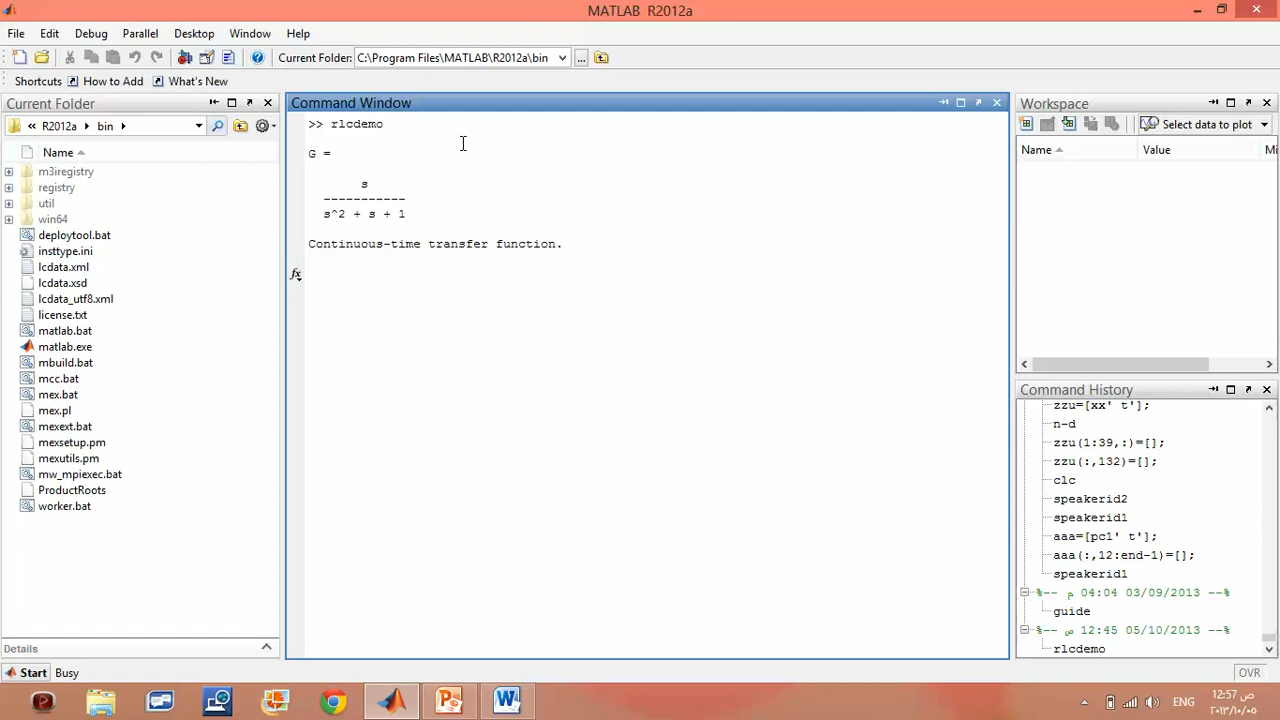 MATLAB R2012a
File Edit Debug Parallel Desktop Window Help
Current Folder: C:\Program Files\MATLAB\R2012a\bin ...
Shortcuts How to Add What's New
Current Folder
« R2012a bin
Name
m3iregistry
registry
util
win64
deploytool.bat
insttype.ini
lcdata.xml
lcdata.xsd
lcdata_utf8.xml
license.txt
matlab.bat
matlab.exe
mbuild.bat
mcc.bat
mex.bat
mex.pl
mexext.bat
mexsetup.pm
mexutils.pm
mw_mpiexec.bat
ProductRoots
worker.bat
Details
Command Window
>> rlcdemo
G =
s
-----------
s^2 + s + 1
Continuous-time transfer function.
fx
Workspace
Select data to plot
Name Value Mi
Command History
zzu=[xx' t'];
n-d
zzu(1:39,:)=[];
zzu(:,132)=[];
clc
speakerid2
speakerid1
aaa=[pc1' t'];
aaa(:,12:end-1)=[];
speakerid1
%-- م 04:04 03/09/2013 --%
guide
%-- ص 12:45 05/10/2013 --%
rlcdemo
Start Busy
OVR
ENG
ص 12:57
٢٠١٣/١٠/٠٥